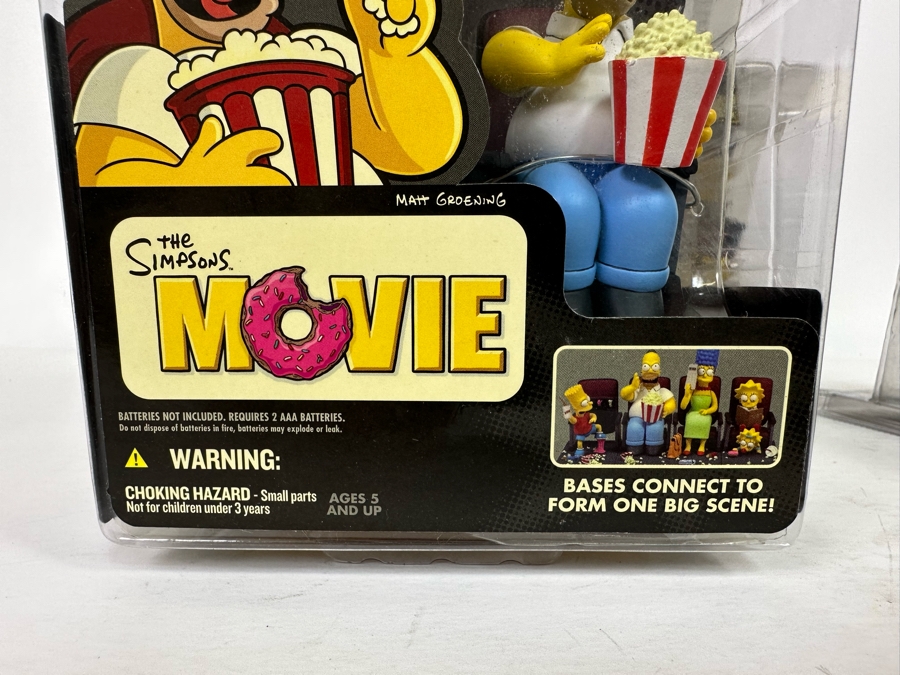 MATT GROENING
THE
SIMPSONS™
MOVIE
BATTERIES NOT INCLUDED. REQUIRES 2 AAA BATTERIES.
Do not dispose of batteries in fire, batteries may explode or leak.
WARNING:
CHOKING HAZARD - Small parts
Not for children under 3 years
AGES 5
AND UP
BASES CONNECT TO
FORM ONE BIG SCENE!